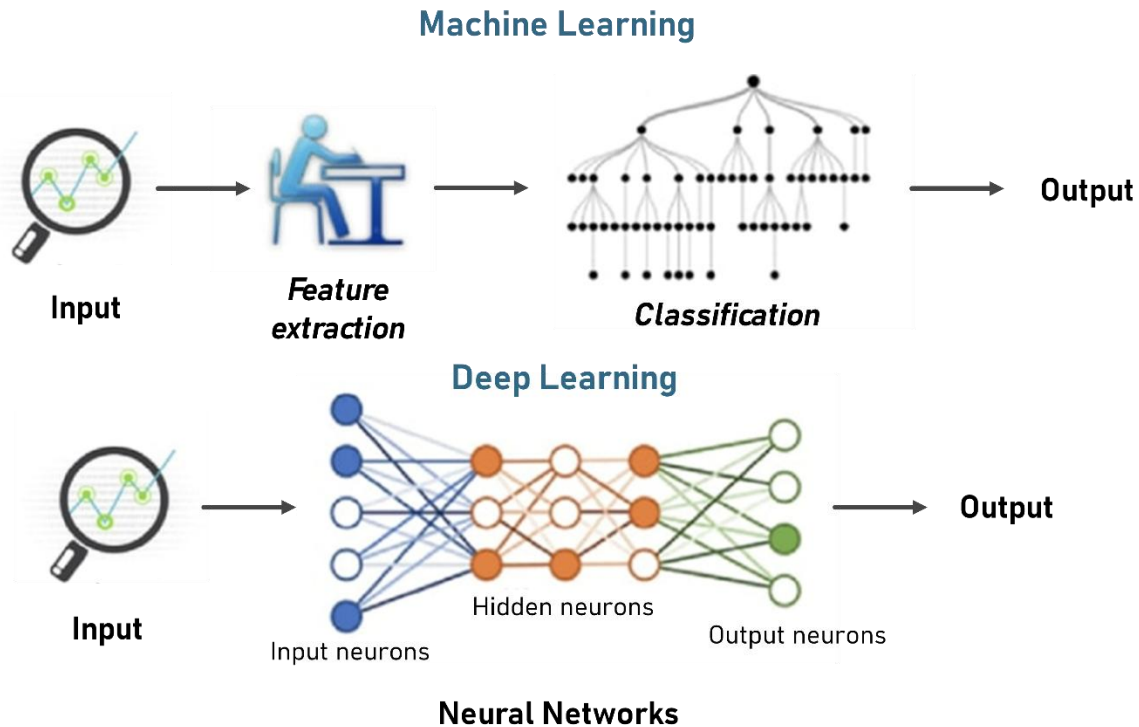 Machine Learning
Input
Feature
extraction
Classification
Output
Deep Learning
Input
Input neurons
Hidden neurons
Output neurons
Output
Neural Networks